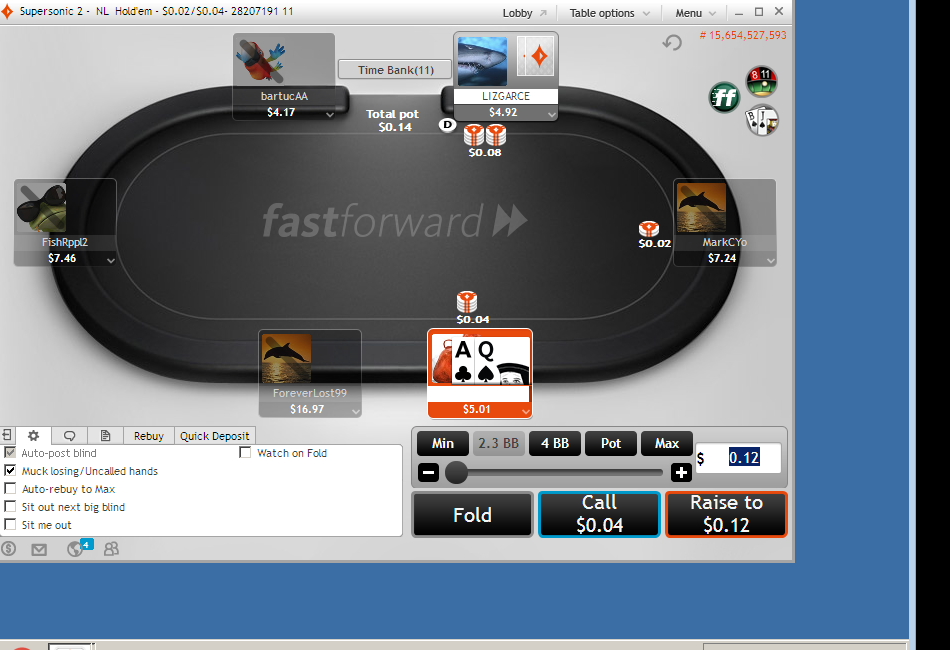 Supersonic 2 - NL Hold'em - $0.02/$0.04- 28207191 11
Lobby
Table options
Menu
# 15,654,527,593
Time Bank(11)
bartucAA
$4.17
LIZGARCE
$4.92
Total pot
$0.14
D
$0.08
8 11
ff
B J
fastforward
FishRppl2
$7.46
MarkCYo
$7.24
$0.02
$0.04
A Q
ForeverLost99
$16.97
$5.01
Rebuy
Quick Deposit
Auto-post blind
Watch on Fold
Muck losing/Uncalled hands
Auto-rebuy to Max
Sit out next big blind
Sit me out
4
Min
2.3 BB
4 BB
Pot
Max
$ 0.12
Fold
Call
$0.04
Raise to
$0.12